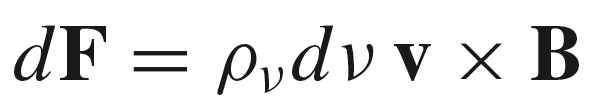 d𝐅 = ρ_ν dν 𝐯 × 𝐁